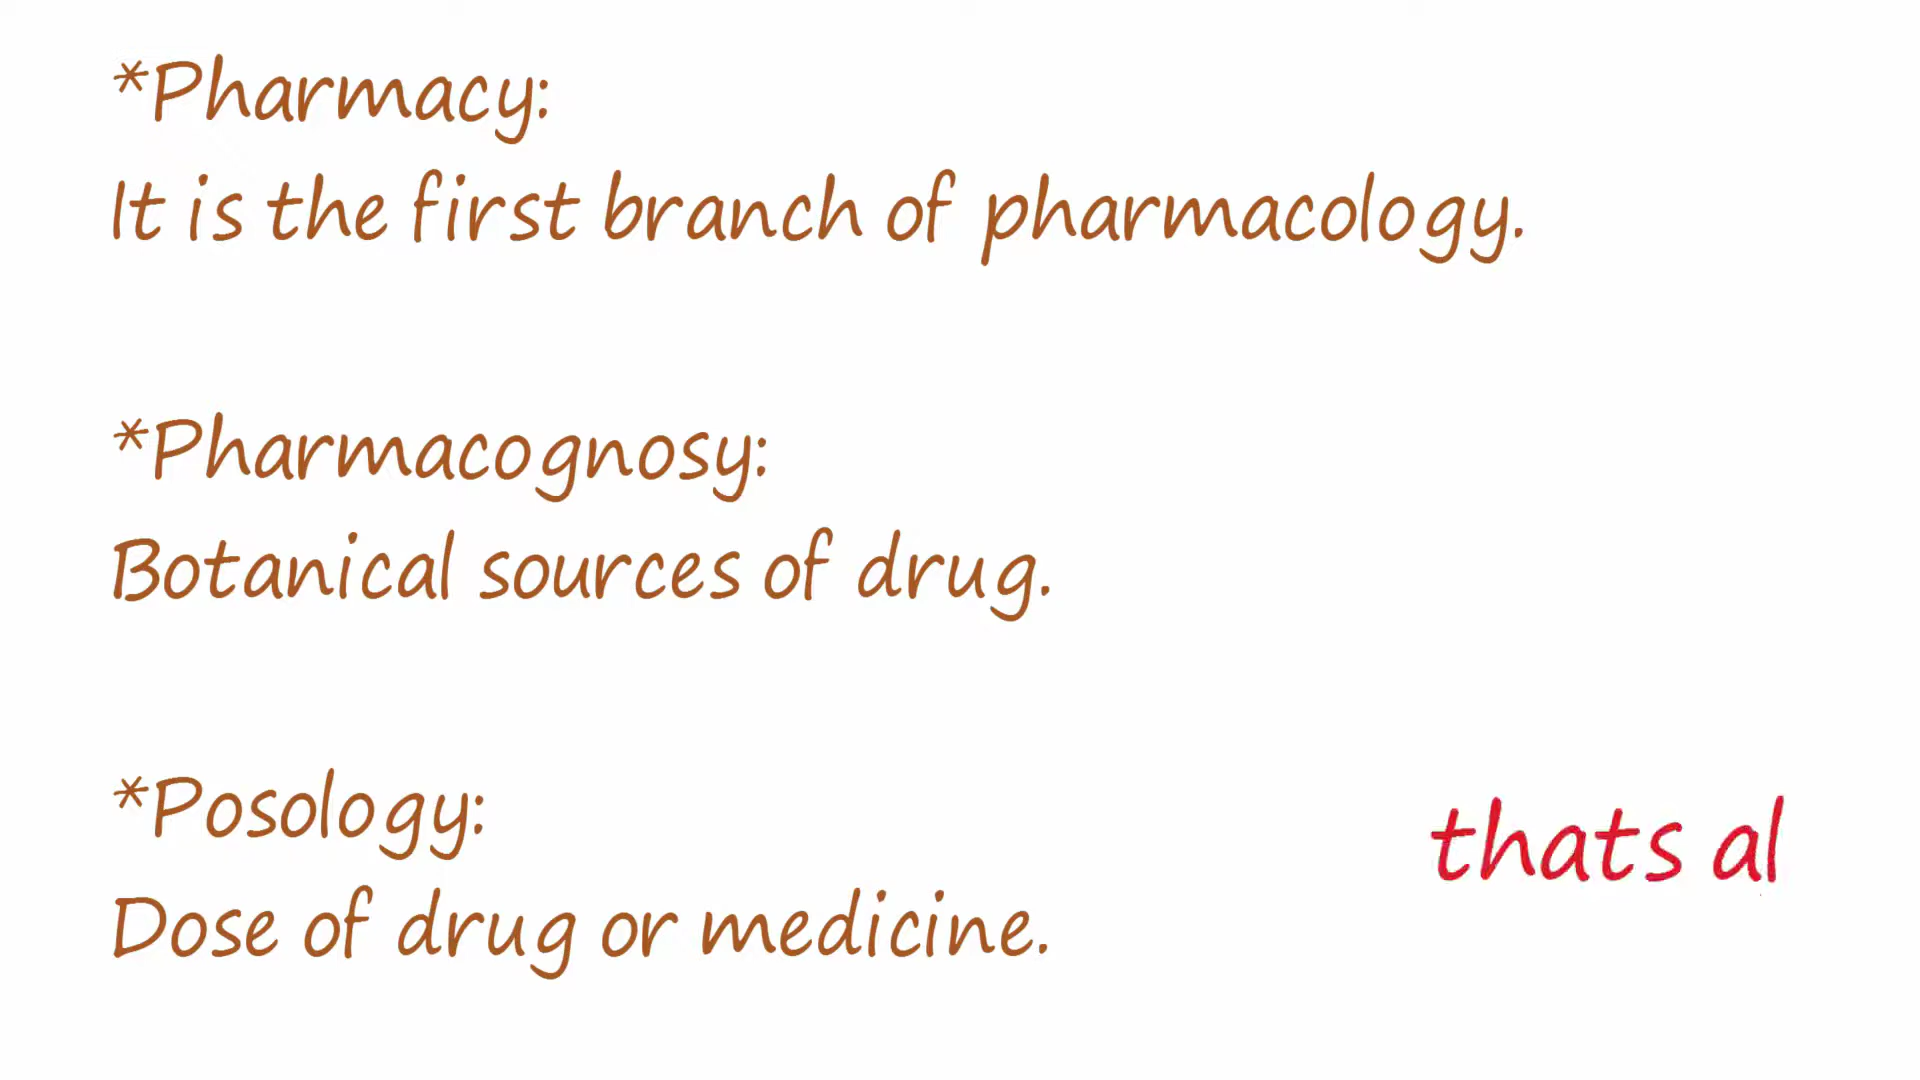 *Pharmacy:
It is the first branch of pharmacology.
*Pharmacognosy:
Botanical sources of drug.
*Posology:
Dose of drug or medicine.
thats al